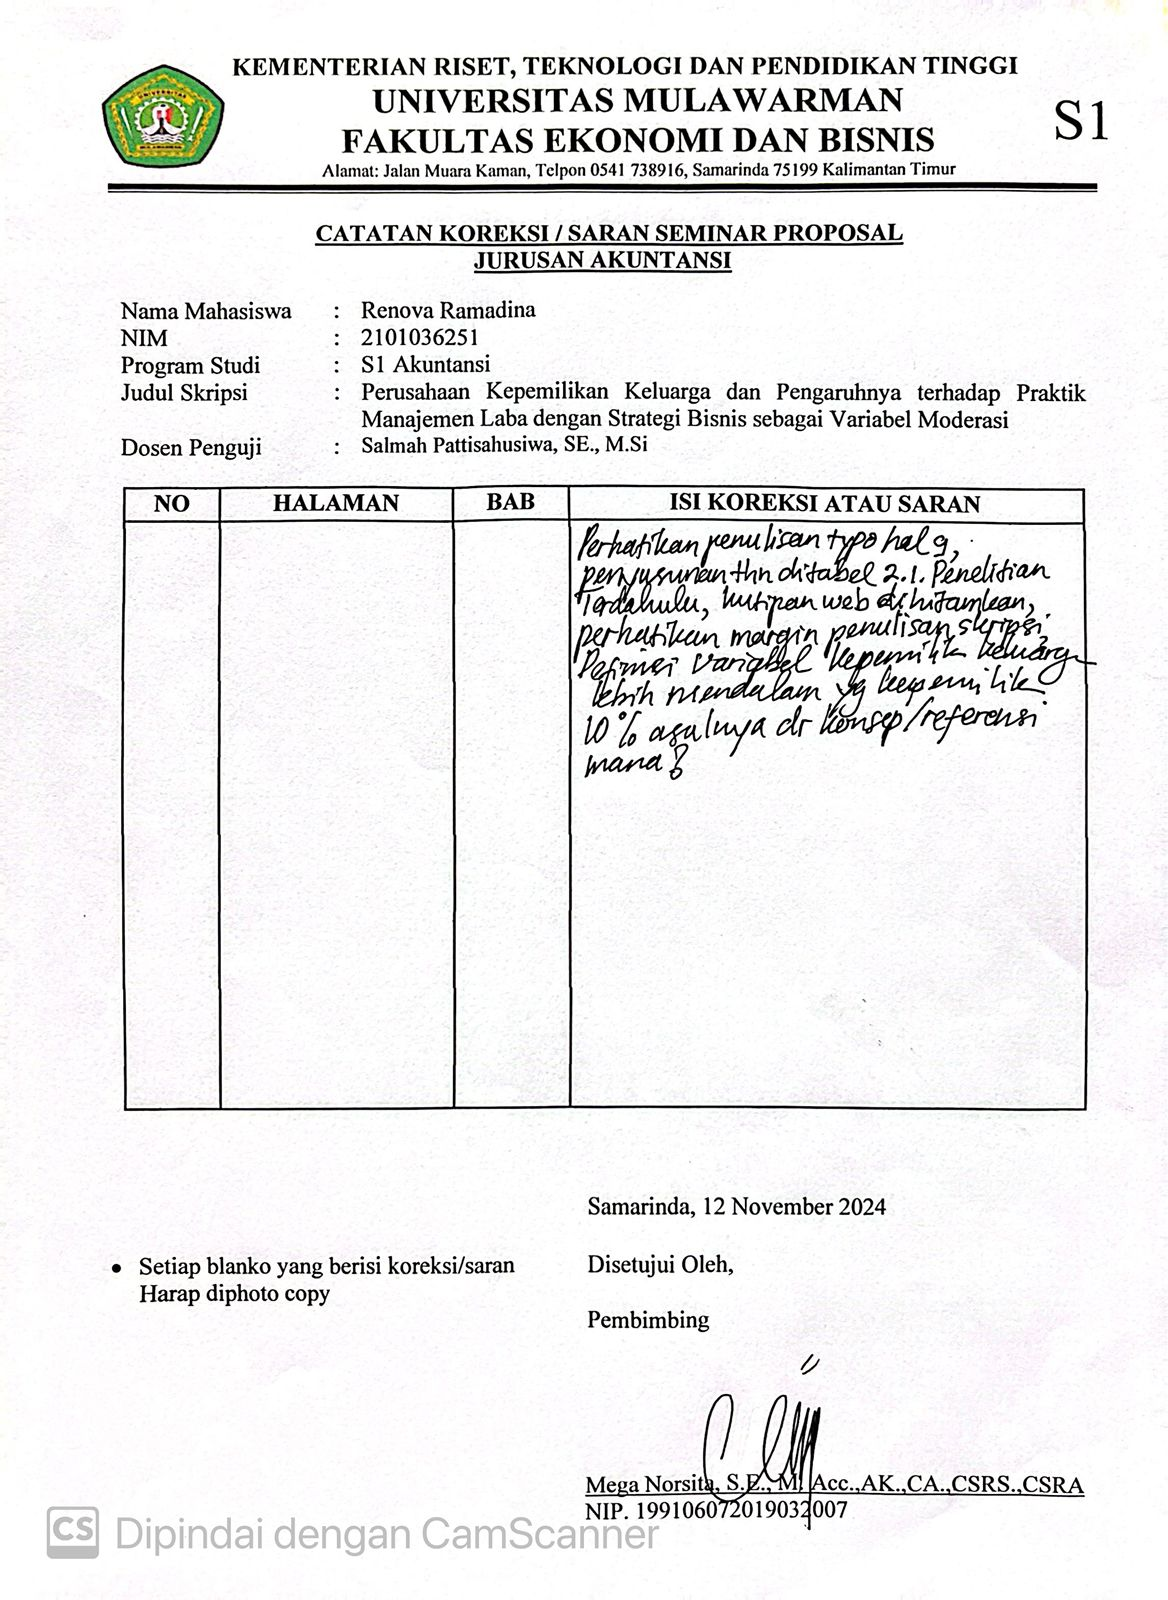 KEMENTERIAN RISET, TEKNOLOGI DAN PENDIDIKAN TINGGI
UNIVERSITAS MULAWARMAN
FAKULTAS EKONOMI DAN BISNIS
S1
Alamat: Jalan Muara Kaman, Telpon 0541 738916, Samarinda 75199 Kalimantan Timur
CATATAN KOREKSI / SARAN SEMINAR PROPOSAL
JURUSAN AKUNTANSI
Nama Mahasiswa : Renova Ramadina
NIM : 2101036251
Program Studi : S1 Akuntansi
Judul Skripsi : Perusahaan Kepemilikan Keluarga dan Pengaruhnya terhadap Praktik
Manajemen Laba dengan Strategi Bisnis sebagai Variabel Moderasi
Dosen Penguji : Salmah Pattisahusiwa, SE., M.Si
NO HALAMAN BAB ISI KOREKSI ATAU SARAN
Perhatikan penulisan typo hal 9,
penyusunan thn ditabel 2.1. Penelitian
Terdahulu, kutipan web dihitamkan,
perhatikan margin penulisan skripsi,
Definisi variabel kepemilik keluarga
lebih mendalam yg kepemilik
10% asalnya dr konsep/referensi
mana?
Samarinda, 12 November 2024
• Setiap blanko yang berisi koreksi/saran
Harap diphoto copy
Disetujui Oleh,
Pembimbing
Mega Norsita, S.E., M. Acc.,AK.,CA.,CSRS.,CSRA
NIP. 199106072019032007
CS Dipindai dengan CamScanner